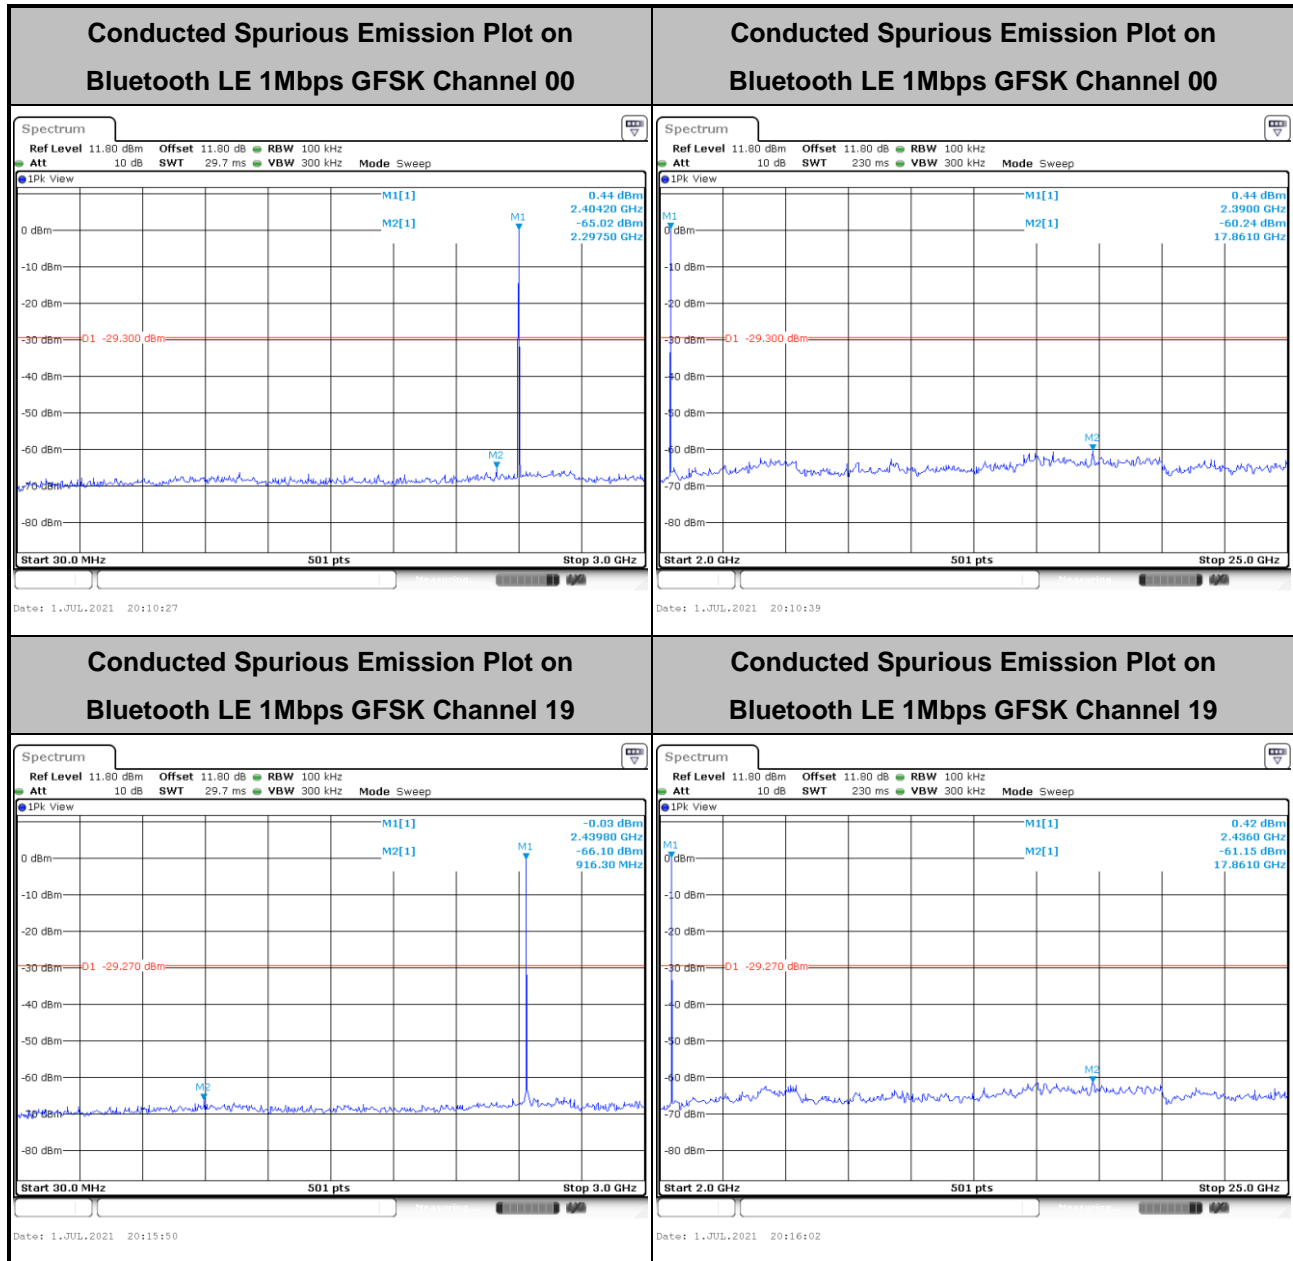 Conducted Spurious Emission Plot on
Bluetooth LE 1Mbps GFSK Channel 00
Spectrum
Ref Level 11.80 dBm Offset 11.80 dB RBW 100 kHz
Att 10 dB SWT 29.7 ms VBW 300 kHz Mode Sweep
1Pk View
M1[1] 0.44 dBm
2.40420 GHz
M2[1] -65.02 dBm
2.29750 GHz
M1
0 dBm
-10 dBm
-20 dBm
-30 dBm
D1 -29.300 dBm
-40 dBm
-50 dBm
-60 dBm
M2
-70 dBm
-80 dBm
Start 30.0 MHz 501 pts Stop 3.0 GHz
Measuring
Date: 1.JUL.2021 20:10:27
Conducted Spurious Emission Plot on
Bluetooth LE 1Mbps GFSK Channel 00
Spectrum
Ref Level 11.80 dBm Offset 11.80 dB RBW 100 kHz
Att 10 dB SWT 230 ms VBW 300 kHz Mode Sweep
1Pk View
M1[1] 0.44 dBm
2.3900 GHz
M2[1] -60.24 dBm
17.8610 GHz
M1
0 dBm
-10 dBm
-20 dBm
-30 dBm
D1 -29.300 dBm
-40 dBm
-50 dBm
M2
-60 dBm
-70 dBm
-80 dBm
Start 2.0 GHz 501 pts Stop 25.0 GHz
Measuring
Date: 1.JUL.2021 20:10:39
Conducted Spurious Emission Plot on
Bluetooth LE 1Mbps GFSK Channel 19
Spectrum
Ref Level 11.80 dBm Offset 11.80 dB RBW 100 kHz
Att 10 dB SWT 29.7 ms VBW 300 kHz Mode Sweep
1Pk View
M1[1] -0.03 dBm
2.43980 GHz
M2[1] -66.10 dBm
916.30 MHz
M1
0 dBm
-10 dBm
-20 dBm
-30 dBm
D1 -29.270 dBm
-40 dBm
-50 dBm
-60 dBm
M2
-70 dBm
-80 dBm
Start 30.0 MHz 501 pts Stop 3.0 GHz
Measuring
Date: 1.JUL.2021 20:15:50
Conducted Spurious Emission Plot on
Bluetooth LE 1Mbps GFSK Channel 19
Spectrum
Ref Level 11.80 dBm Offset 11.80 dB RBW 100 kHz
Att 10 dB SWT 230 ms VBW 300 kHz Mode Sweep
1Pk View
M1[1] 0.42 dBm
2.4360 GHz
M2[1] -61.15 dBm
17.8610 GHz
M1
0 dBm
-10 dBm
-20 dBm
-30 dBm
D1 -29.270 dBm
-40 dBm
-50 dBm
M2
-60 dBm
-70 dBm
-80 dBm
Start 2.0 GHz 501 pts Stop 25.0 GHz
Measuring
Date: 1.JUL.2021 20:16:02